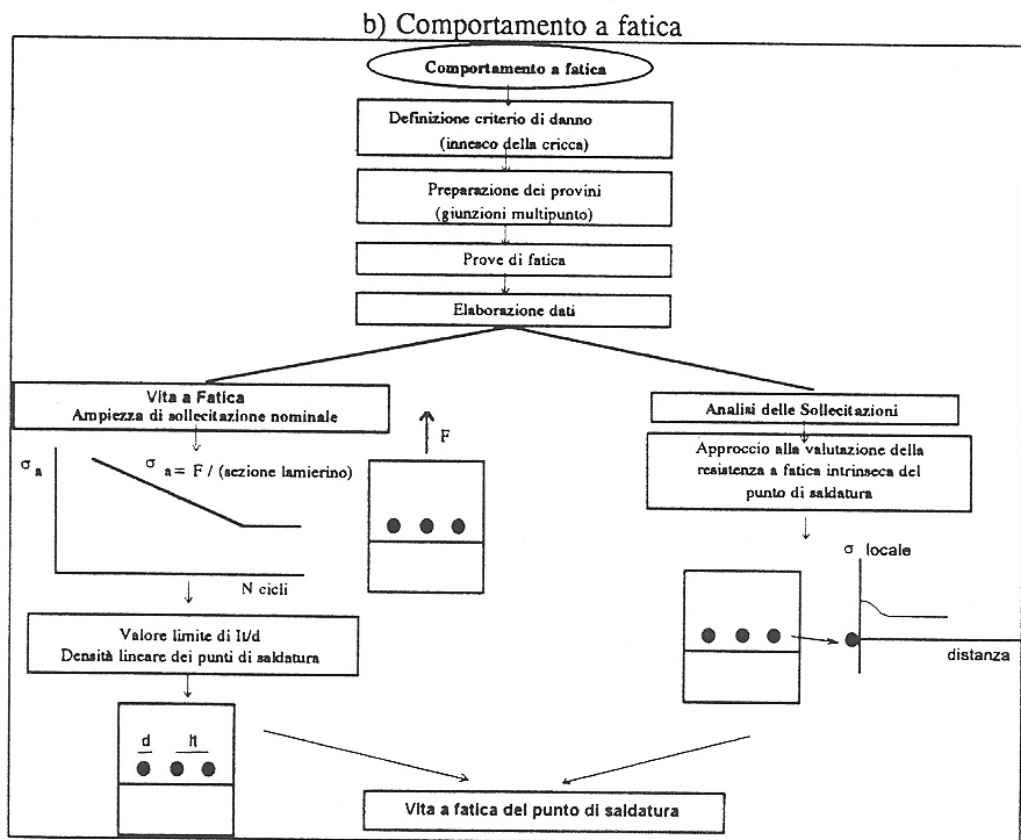 b) Comportamento a fatica
Comportamento a fatica
Definizione criterio di danno
(innesco della cricca)
Preparazione dei provini
(giunzioni multipunto)
Prove di fatica
Elaborazione dati
Vita a Fatica
Ampiezza di sollecitazione nominale
σ a
σ a = F / (sezione lamierino)
N cicli
F
Valore limite di lt/d
Densità lineare dei punti di saldatura
d lt
Analisi delle Sollecitazioni
Approccio alla valutazione della
resistenza a fatica intrinseca del
punto di saldatura
σ locale
distanza
Vita a fatica del punto di saldatura